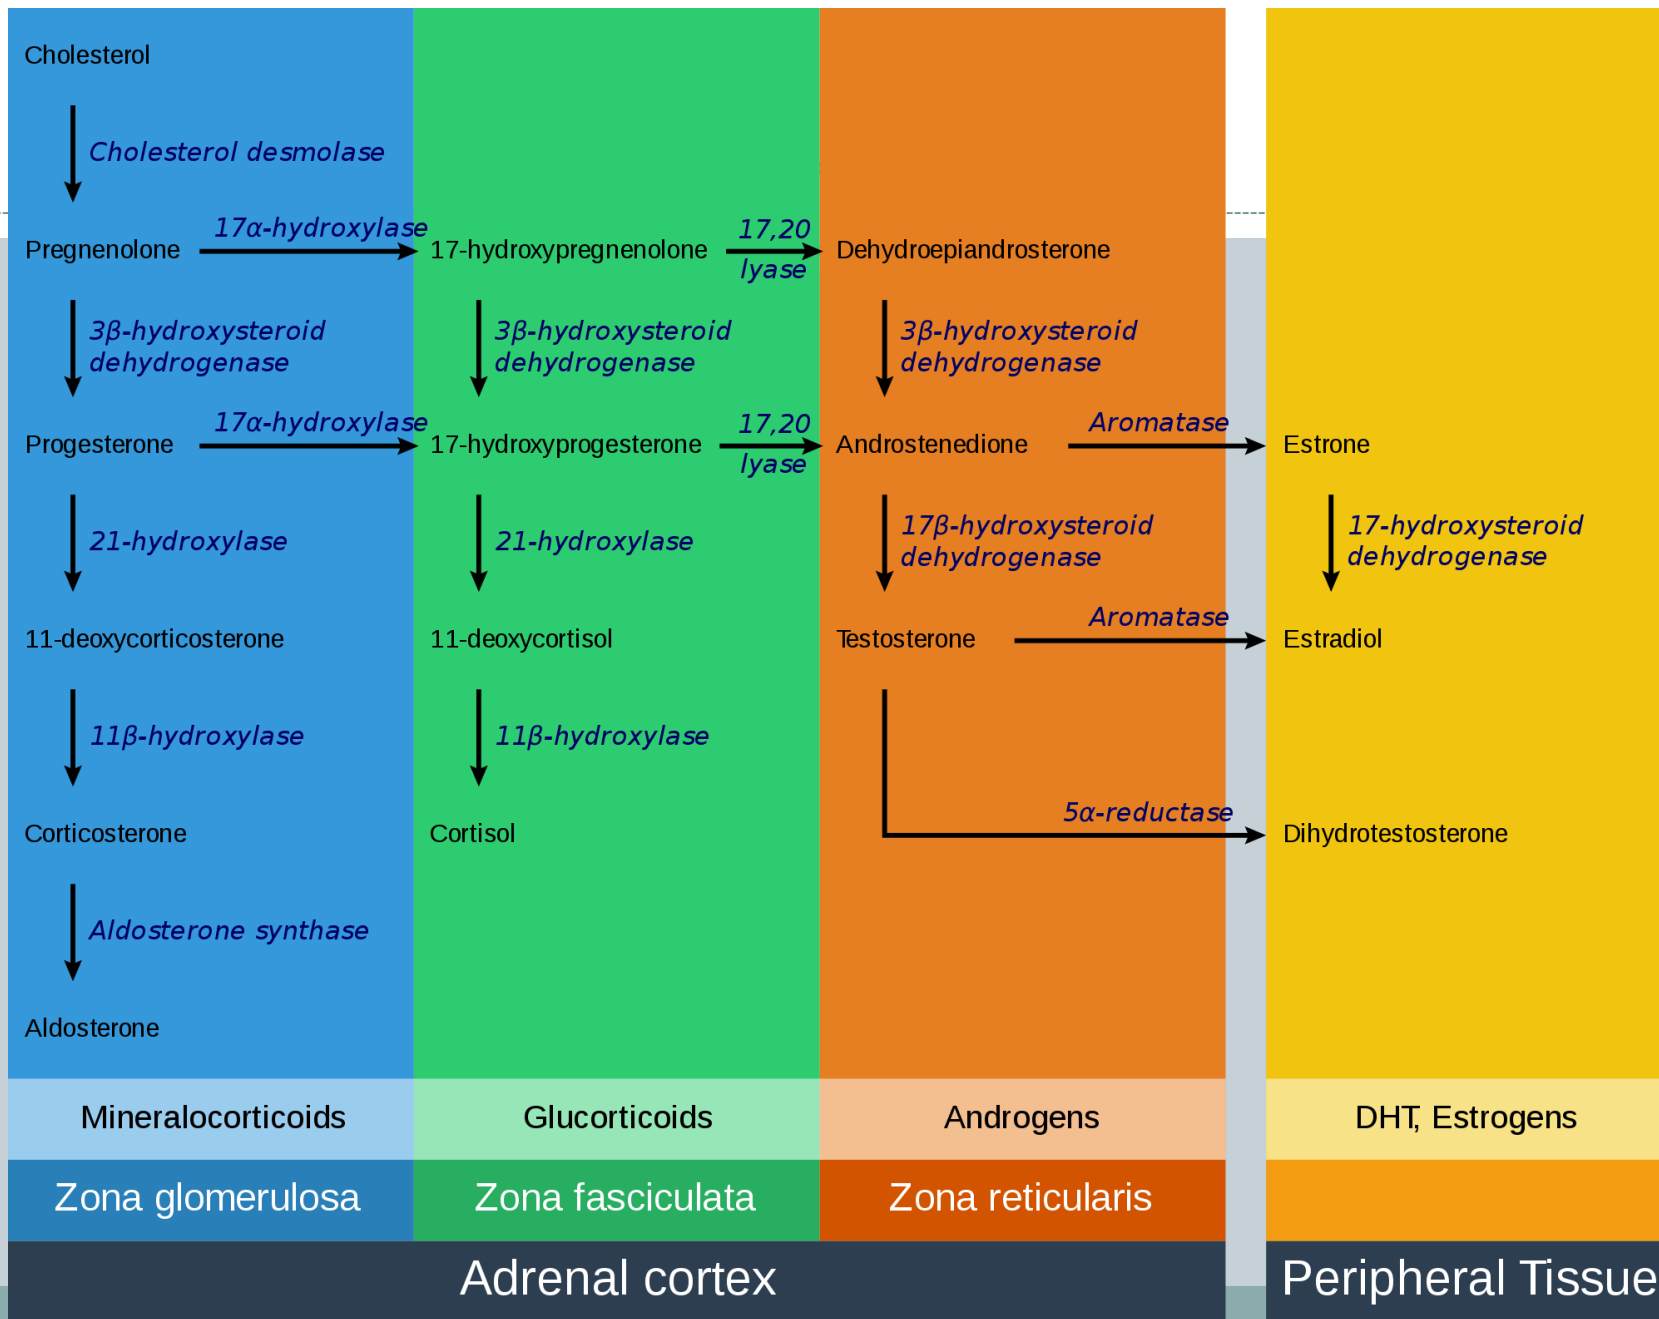 Cholesterol
Cholesterol desmolase
17α-hydroxylase
17,20
Pregnenolone
17-hydroxypregnenolone
Dehydroepiandrosterone
lyase
3β-hydroxysteroid
dehydrogenase
3β-hydroxysteroid
dehydrogenase
3β-hydroxysteroid
dehydrogenase
17α-hydroxylase
17,20
Aromatase
Progesterone
17-hydroxyprogesterone
Androstenedione
Estrone
lyase
21-hydroxylase
21-hydroxylase
17β-hydroxysteroid
dehydrogenase
17-hydroxysteroid
dehydrogenase
Aromatase
11-deoxycorticosterone
11-deoxycortisol
Testosterone
Estradiol
11β-hydroxylase
11β-hydroxylase
5α-reductase
Corticosterone
Cortisol
Dihydrotestosterone
Aldosterone synthase
Aldosterone
Mineralocorticoids
Glucorticoids
Androgens
DHT, Estrogens
Zona glomerulosa
Zona fasciculata
Zona reticularis
Adrenal cortex
Peripheral Tissue